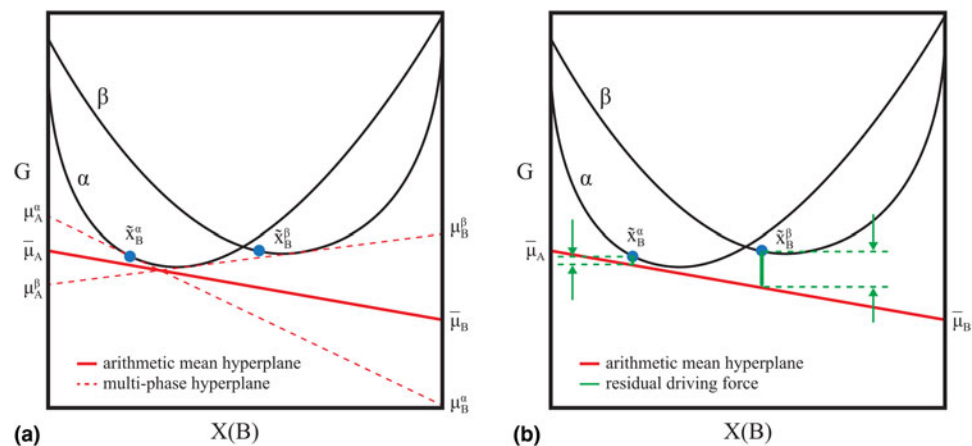 β
α
G
μ_A^α
μ̄_A
μ_A^β
x̃_B^α
x̃_B^β
μ_B^β
μ̄_B
μ_B^α
arithmetic mean hyperplane
multi-phase hyperplane
(a)
X(B)
β
α
G
μ̄_A
x̃_B^α
x̃_B^β
μ̄_B
arithmetic mean hyperplane
residual driving force
(b)
X(B)